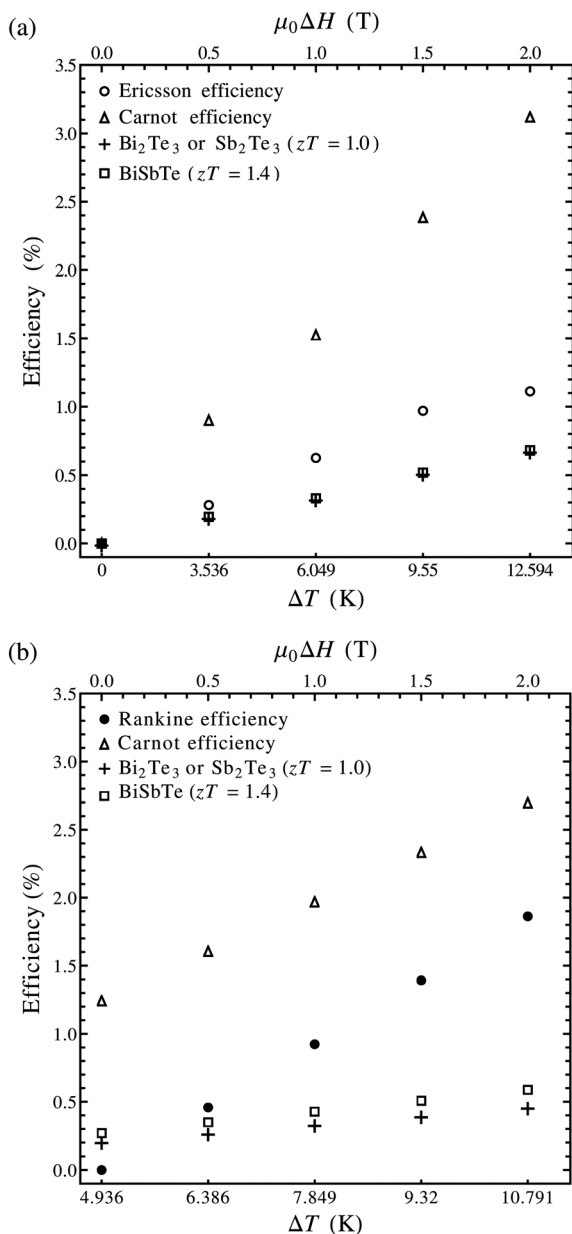 (a)
μ₀ΔH (T)
0.0 0.5 1.0 1.5 2.0
3.5
3.0
2.5
2.0
1.5
1.0
0.5
0.0
Efficiency (%)
Ericsson efficiency
Carnot efficiency
Bi₂Te₃ or Sb₂Te₃ (zT = 1.0)
BiSbTe (zT = 1.4)
0 3.536 6.049 9.55 12.594
ΔT (K)
(b)
μ₀ΔH (T)
0.0 0.5 1.0 1.5 2.0
3.5
3.0
2.5
2.0
1.5
1.0
0.5
0.0
Efficiency (%)
Rankine efficiency
Carnot efficiency
Bi₂Te₃ or Sb₂Te₃ (zT = 1.0)
BiSbTe (zT = 1.4)
4.936 6.386 7.849 9.32 10.791
ΔT (K)